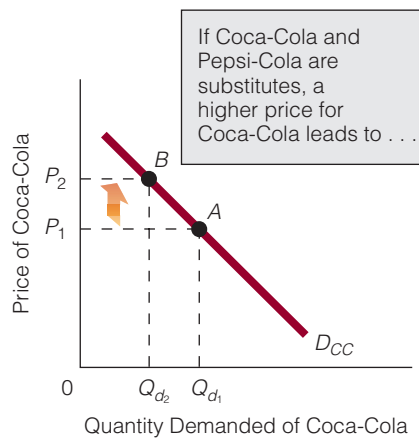 If Coca-Cola and
Pepsi-Cola are
substitutes, a
higher price for
Coca-Cola leads to . . .
Price of Coca-Cola
P2
P1
B
A
DCC
0
Qd2
Qd1
Quantity Demanded of Coca-Cola